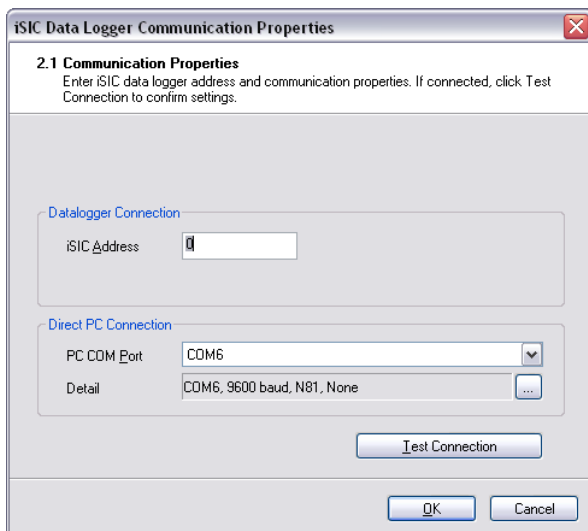 iSIC Data Logger Communication Properties
2.1 Communication Properties
Enter iSIC data logger address and communication properties. If connected, click Test
Connection to confirm settings.
Datalogger Connection
iSIC Address
0
Direct PC Connection
PC COM Port
COM6
Detail
COM6, 9600 baud, N81, None
...
Test Connection
OK
Cancel